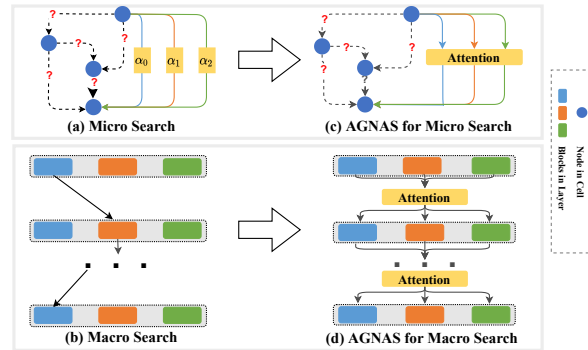 ?
?
?
?
?
α0
α1
α2
(a) Micro Search
?
?
?
?
?
Attention
(c) AGNAS for Micro Search
(b) Macro Search
Attention
Attention
(d) AGNAS for Macro Search
Node in Cell
Blocks in Layer